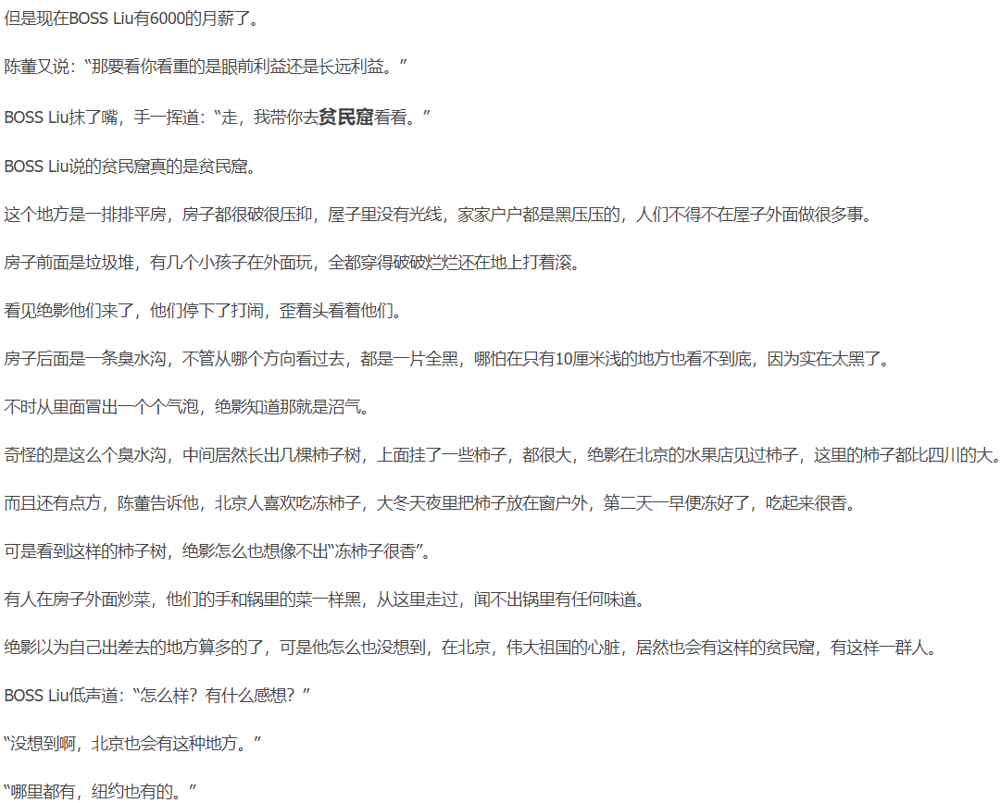 但是现在BOSS Liu有6000的月薪了。
陈董又说：“那要看你看重的是眼前利益还是长远利益。”
BOSS Liu抹了嘴，手一挥道：“走，我带你去贫民窟看看。”
BOSS Liu说的贫民窟真的是贫民窟。
这个地方是一排排平房，房子都很破很压抑，屋子里没有光线，家家户户都是黑压压的，人们不得不在屋子外面做很多事。
房子前面是垃圾堆，有几个小孩子在外面玩，全都穿得破破烂烂还在地上打着滚。
看见绝影他们来了，他们停下了打闹，歪着头看着他们。
房子后面是一条臭水沟，不管从哪个方向看过去，都是一片全黑，哪怕在只有10厘米浅的地方也看不到底，因为实在太黑了。
不时从里面冒出一个个气泡，绝影知道那就是沼气。
奇怪的是这么个臭水沟，中间居然长出几棵柿子树，上面挂了一些柿子，都很大，绝影在北京的水果店见过柿子，这里的柿子都比四川的大。
而且还有点方，陈董告诉他，北京人喜欢吃冻柿子，大冬天夜里把柿子放在窗户外，第二天一早便冻好了，吃起来很香。
可是看到这样的柿子树，绝影怎么也想像不出“冻柿子很香”。
有人在房子外面炒菜，他们的手和锅里的菜一样黑，从这里走过，闻不出锅里有任何味道。
绝影以为自己出差去的地方算多的了，可是他怎么也没想到，在北京，伟大祖国的心脏，居然也会有这样的贫民窟，有这样一群人。
BOSS Liu低声道：“怎么样？有什么感想？”
“没想到啊，北京也会有这种地方。”
“哪里都有，纽约也有的。”